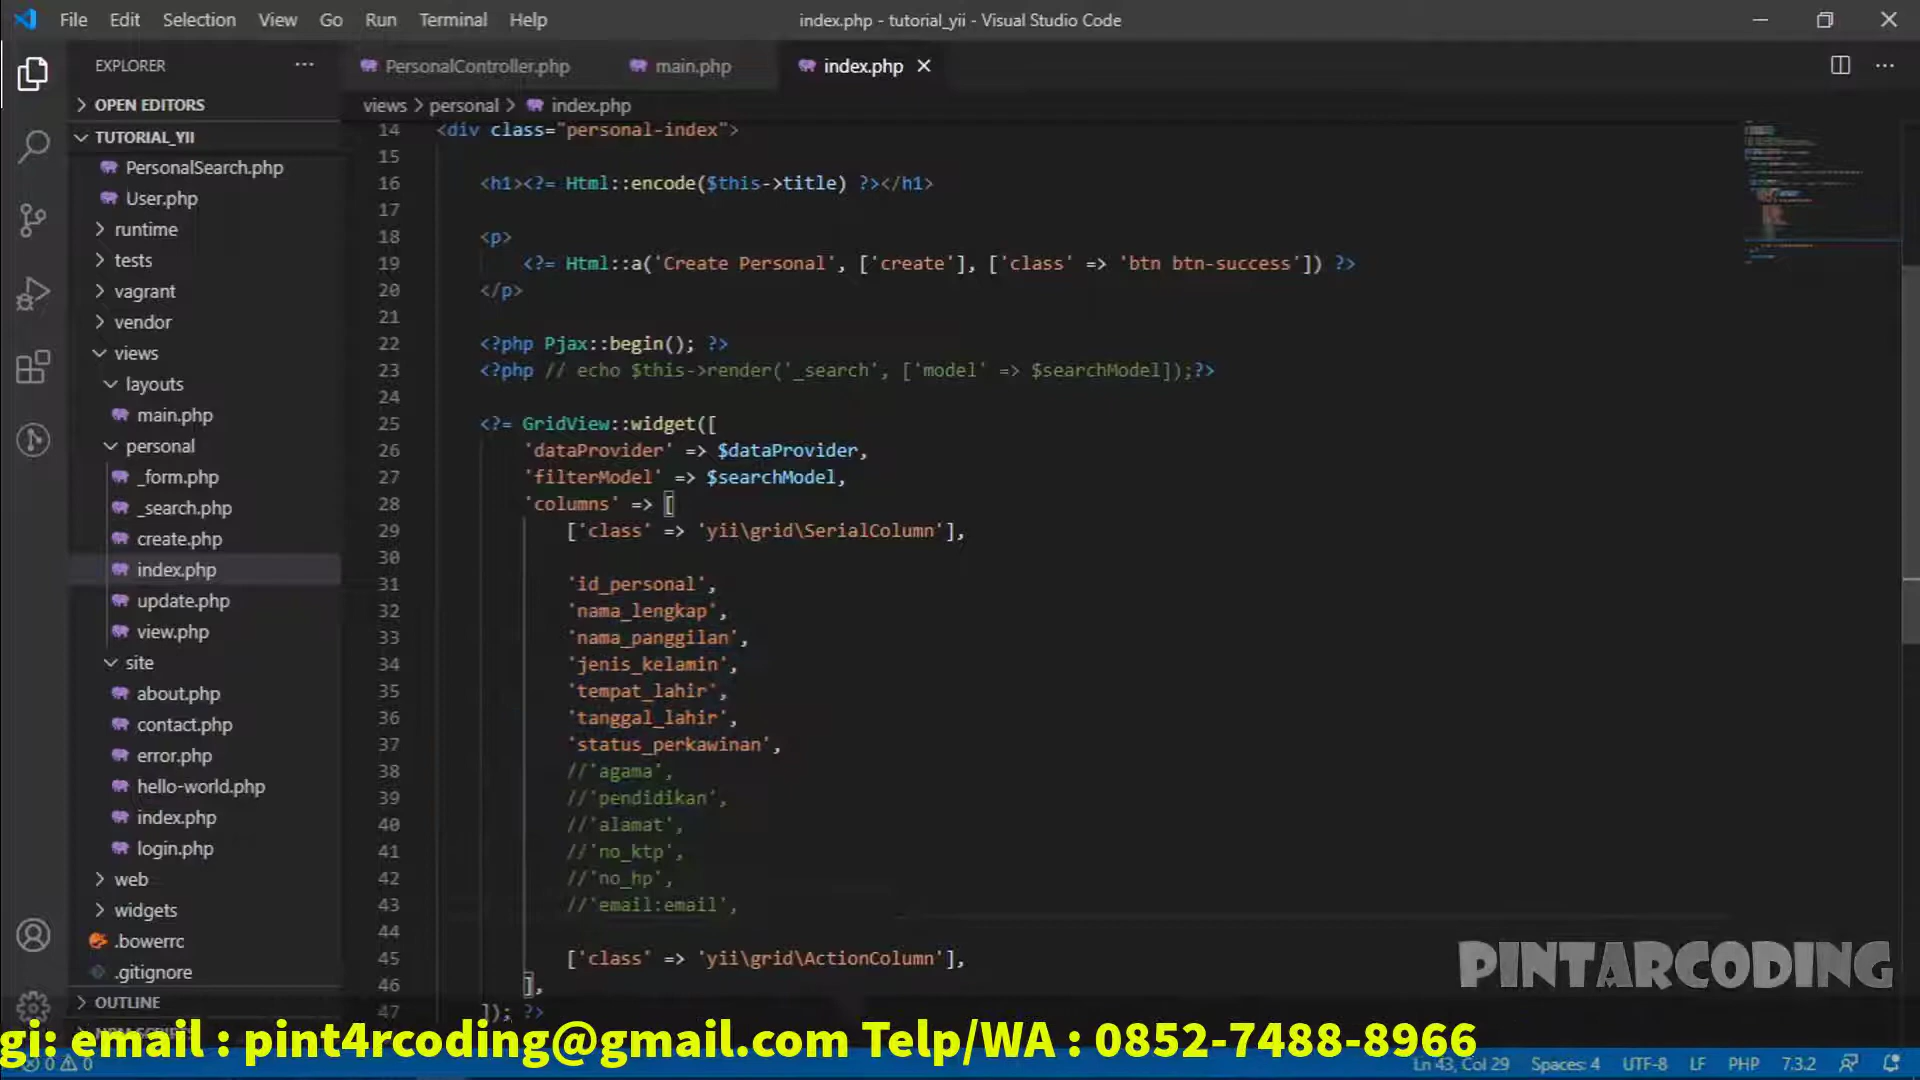 File Edit Selection View Go Run Terminal Help
index.php - tutorial_yii - Visual Studio Code
EXPLORER
OPEN EDITORS
TUTORIAL_YII
PersonalSearch.php
User.php
runtime
tests
vagrant
vendor
views
layouts
main.php
personal
_form.php
_search.php
create.php
index.php
update.php
view.php
site
about.php
contact.php
error.php
hello-world.php
index.php
login.php
web
widgets
.bowerrc
.gitignore
OUTLINE
PersonalController.php main.php index.php
views > personal > index.php
14 <div class="personal-index">
15
16 <h1><?= Html::encode($this->title) ?></h1>
17
18 <p>
19 <?= Html::a('Create Personal', ['create'], ['class' => 'btn btn-success']) ?>
20 </p>
21
22 <?php Pjax::begin(); ?>
23 <?php // echo $this->render('_search', ['model' => $searchModel]);?>
24
25 <?= GridView::widget([
26 'dataProvider' => $dataProvider,
27 'filterModel' => $searchModel,
28 'columns' => [
29 ['class' => 'yii\grid\SerialColumn'],
30
31 'id_personal',
32 'nama_lengkap',
33 'nama_panggilan',
34 'jenis_kelamin',
35 'tempat_lahir',
36 'tanggal_lahir',
37 'status_perkawinan',
38 //'agama',
39 //'pendidikan',
40 //'alamat',
41 //'no_ktp',
42 //'no_hp',
43 //'email:email',
44
45 ['class' => 'yii\grid\ActionColumn'],
46 ],
47 ]); ?>
PINTARCODING
gi: email : pint4rcoding@gmail.com Telp/WA : 0852-7488-8966
0 0 Ln 43, Col 29 Spaces: 4 UTF-8 LF PHP 7.3.2